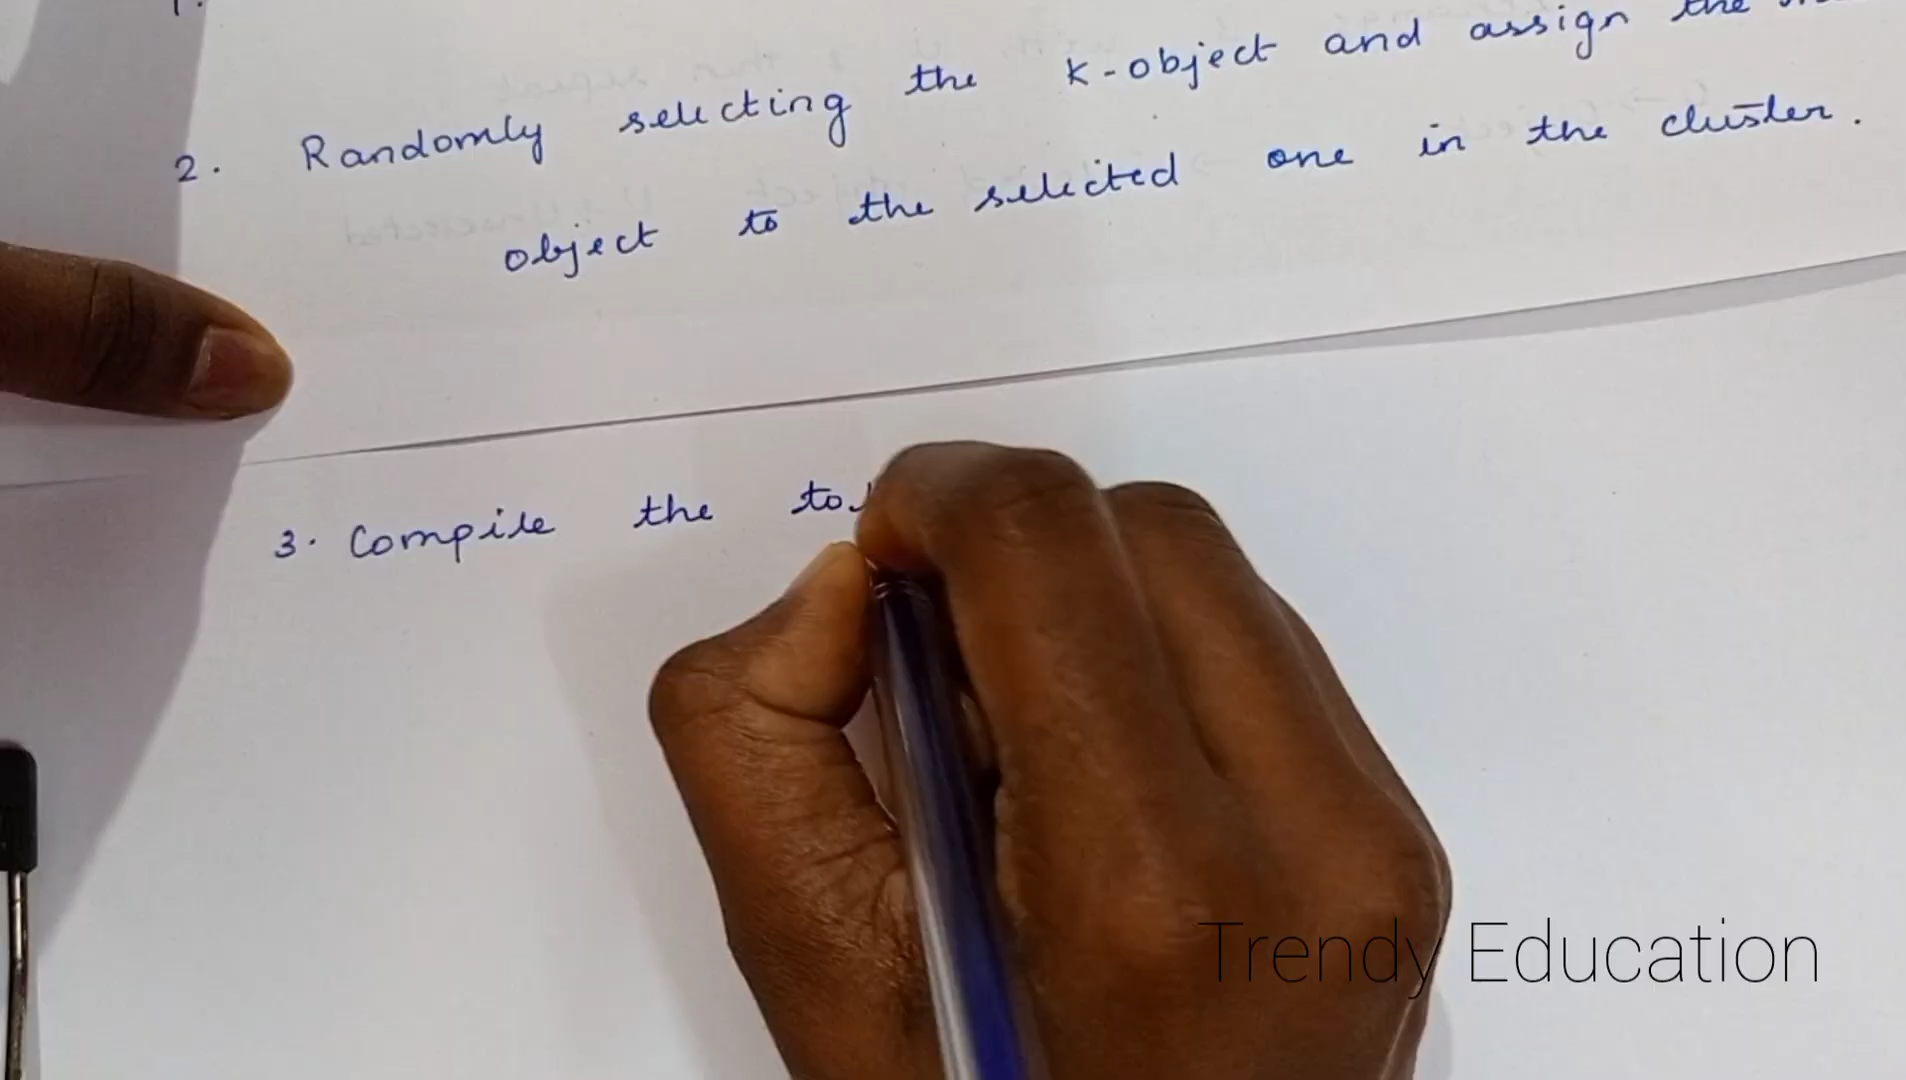 1.
2. Randomly selecting the k-object and assign the
object to the selected one in the cluster.
3. Compile the
Trendy Education